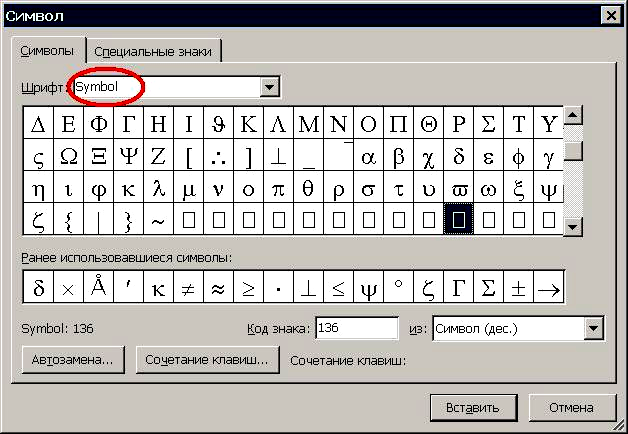 Символ
Символы Специальные знаки
Шрифт: Symbol
Δ Ε Φ Γ Η Ι ϑ Κ Λ Μ Ν Ο Π Θ Ρ Σ Τ Υ
ς Ω Ξ Ψ Ζ [ ∴ ] ⊥ _ ‾ α β χ δ ε φ γ
η ι ϕ κ λ μ ν ο π θ ρ σ τ υ ϖ ω ξ ψ
ζ { | } ~ □ □ □ □ □ □ □ □ □ □ □ □ □
Ранее использовавшиеся символы:
δ × Å ′ κ ≠ ≈ ≥ · ⊥ ≤ ψ ° ζ Γ Σ ± →
Symbol: 136 Код знака: 136 из: Символ (дес.)
Автозамена... Сочетание клавиш... Сочетание клавиш:
Вставить Отмена